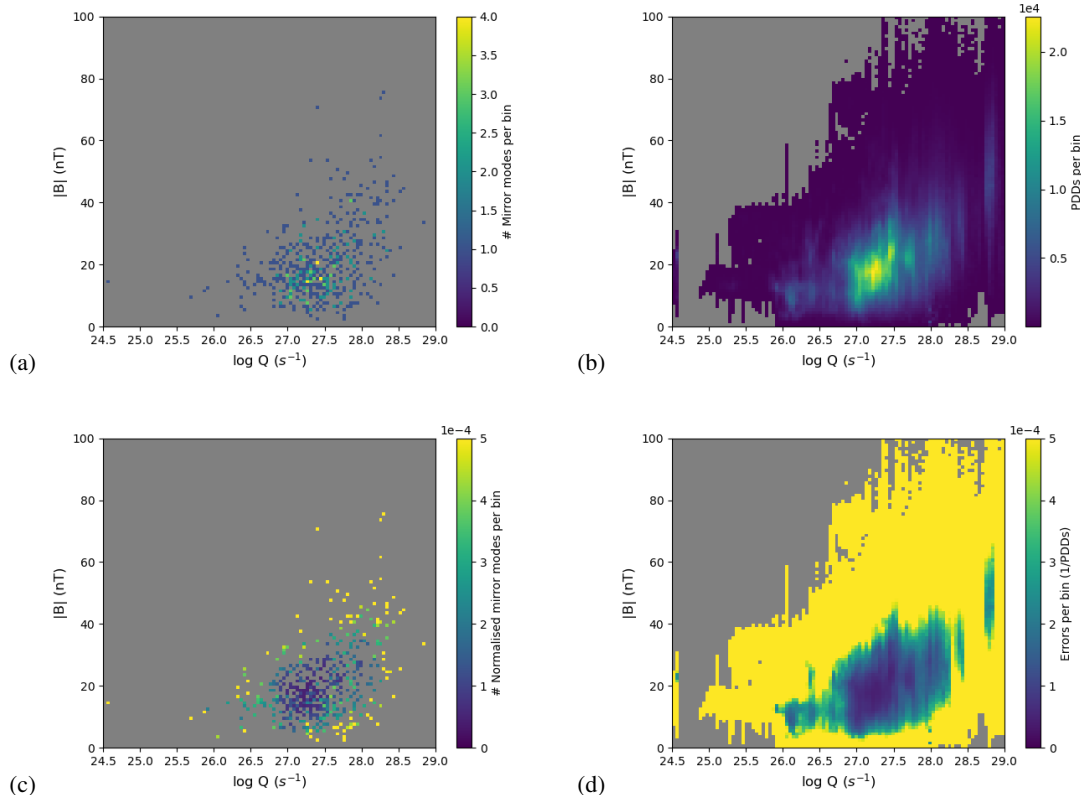 100
80
60
40
20
0
|B| (nT)
24.5 25.0 25.5 26.0 26.5 27.0 27.5 28.0 28.5 29.0
log Q (s⁻¹)
4.0
3.5
3.0
2.5
2.0
1.5
1.0
0.5
0.0
# Mirror modes per bin
(a)
100
80
60
40
20
0
|B| (nT)
24.5 25.0 25.5 26.0 26.5 27.0 27.5 28.0 28.5 29.0
log Q (s⁻¹)
1e4
2.0
1.5
1.0
0.5
PDDs per bin
(b)
100
80
60
40
20
0
|B| (nT)
24.5 25.0 25.5 26.0 26.5 27.0 27.5 28.0 28.5 29.0
log Q (s⁻¹)
1e−4
5
4
3
2
1
0
# Normalised mirror modes per bin
(c)
100
80
60
40
20
0
|B| (nT)
24.5 25.0 25.5 26.0 26.5 27.0 27.5 28.0 28.5 29.0
log Q (s⁻¹)
1e−4
5
4
3
2
1
0
Errors per bin (1/PDDs)
(d)